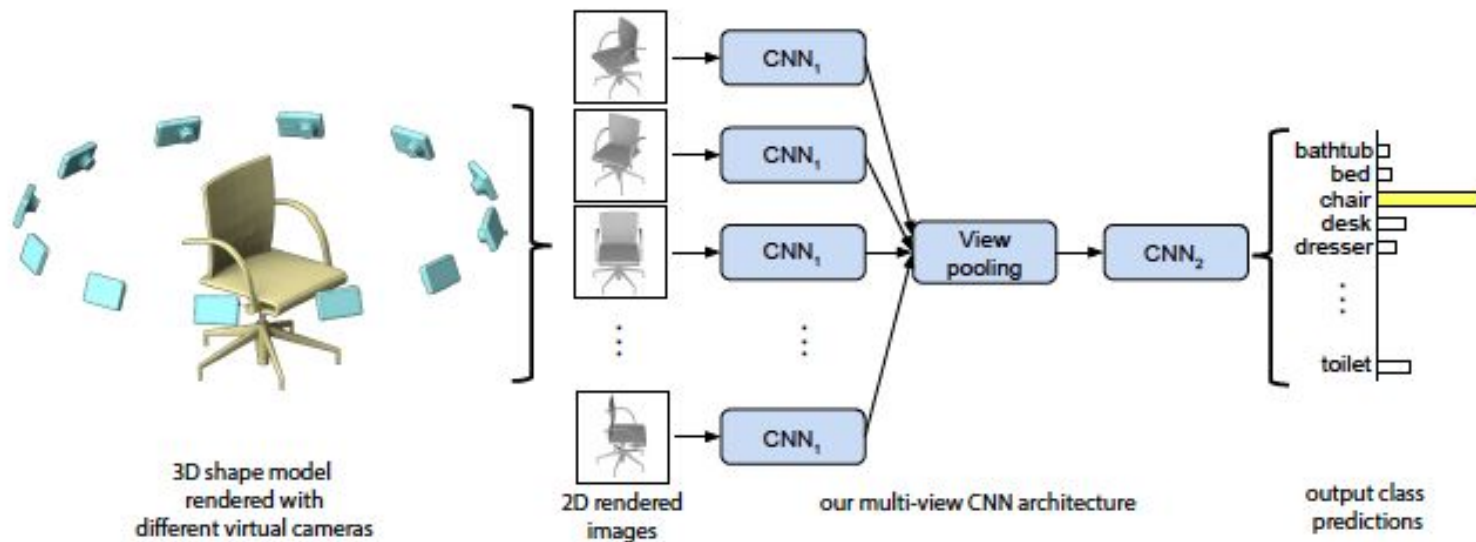 CNN₁
CNN₁
CNN₁
CNN₁
View
pooling
CNN₂
bathtub
bed
chair
desk
dresser
toilet
3D shape model
rendered with
different virtual cameras
2D rendered
images
our multi-view CNN architecture
output class
predictions